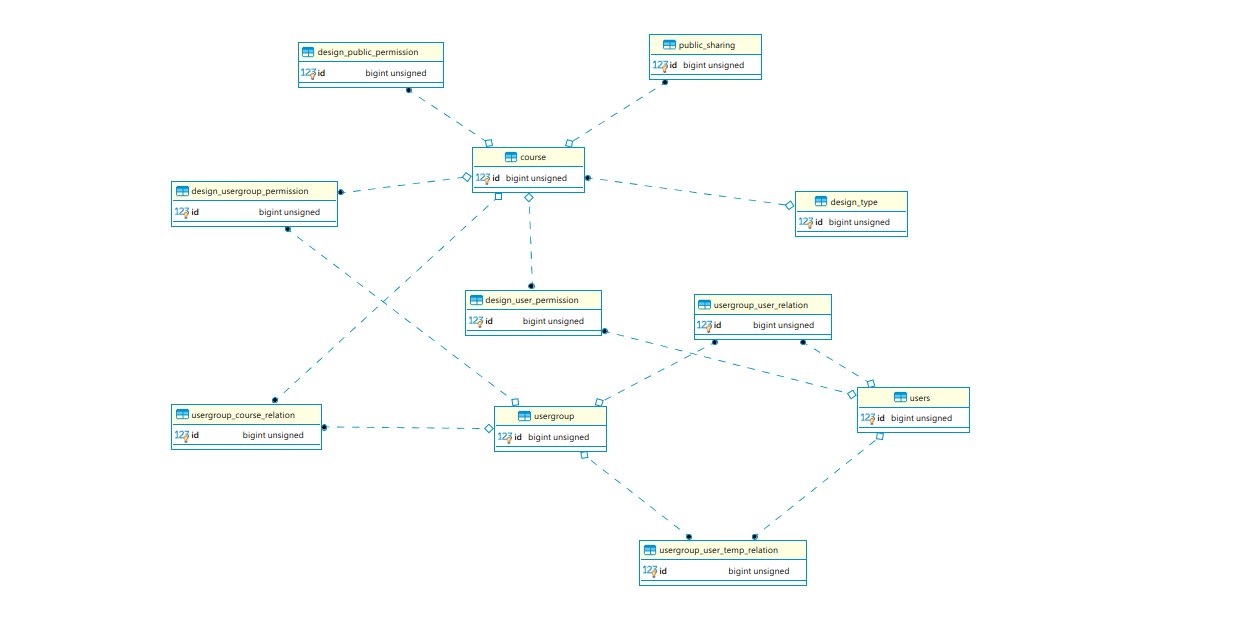 public_sharing
123 id bigint unsigned
design_public_permission
123 id bigint unsigned
course
123 id bigint unsigned
design_usergroup_permission
123 id bigint unsigned
design_type
123 id bigint unsigned
design_user_permission
123 id bigint unsigned
usergroup_user_relation
123 id bigint unsigned
users
123 id bigint unsigned
usergroup_course_relation
123 id bigint unsigned
usergroup
123 id bigint unsigned
usergroup_user_temp_relation
123 id bigint unsigned